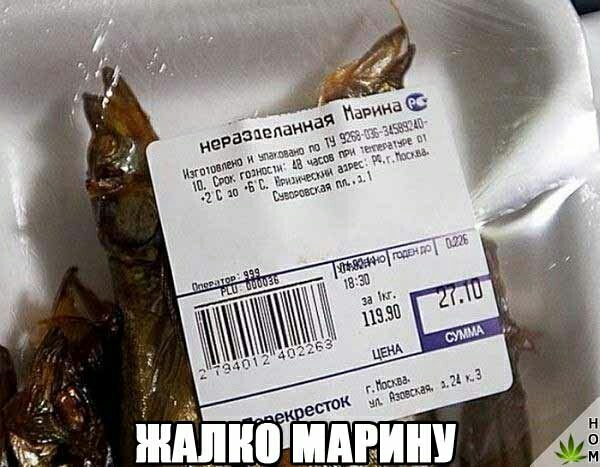 неразделанная Марина РС
Изготовлено и упаковано по ТУ 9268-036-34589240-
10. Срок годности: 48 часов при температуре от
+2°C до +6°C. Юридический адрес: РФ, г.Москва,
Суворовская пл., д.1
Оператор: 999
PLU: 000036
годен до 0.226
18:30
за 1кг.
119.90
27.10
ЦЕНА
СУММА
2 794012 402263
Перекресток
г. Москва,
ул. Азовская, д.24 к.3
ЖАЛКО МАРИНУ
НОМ